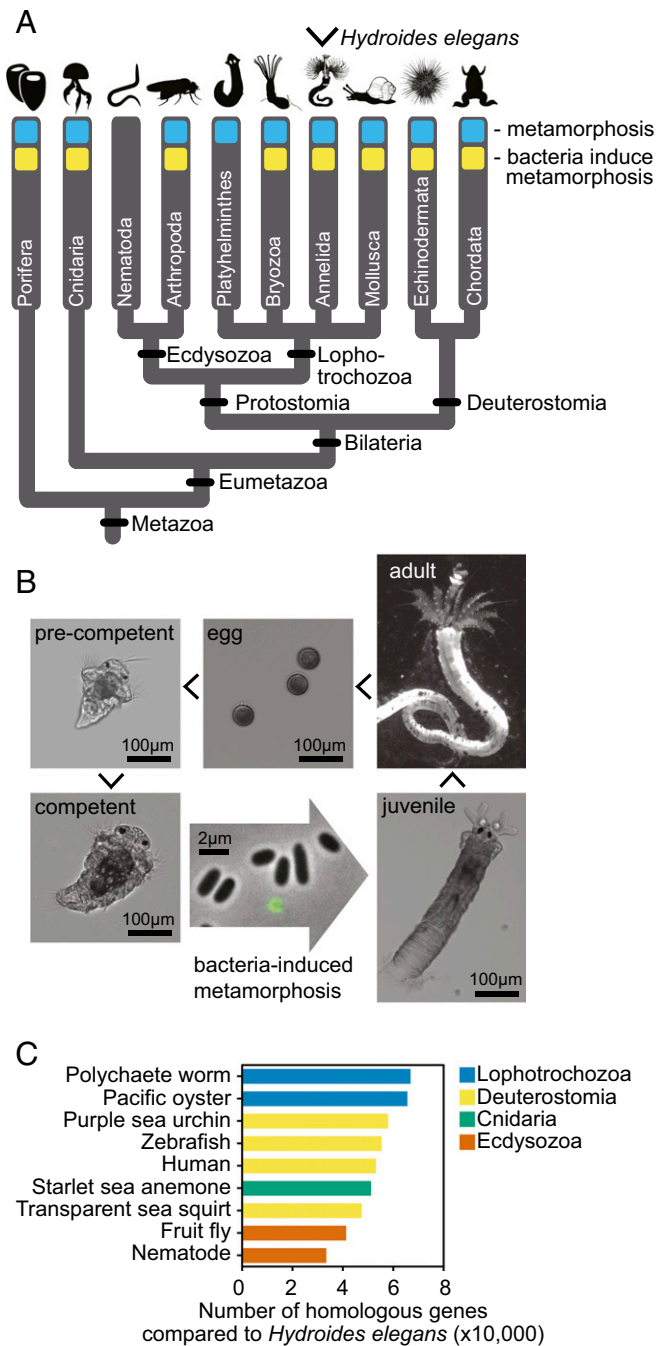 A
Hydroides elegans
- metamorphosis
- bacteria induce
metamorphosis
Porifera
Cnidaria
Nematoda
Arthropoda
Platyhelminthes
Bryozoa
Annelida
Mollusca
Echinodermata
Chordata
Ecdysozoa
Lopho-
trochozoa
Protostomia
Deuterostomia
Bilateria
Eumetazoa
Metazoa
B
pre-competent
100µm
egg
100µm
adult
competent
100µm
2µm
bacteria-induced
metamorphosis
juvenile
100µm
C
Polychaete worm
Pacific oyster
Purple sea urchin
Zebrafish
Human
Starlet sea anemone
Transparent sea squirt
Fruit fly
Nematode
Lophotrochozoa
Deuterostomia
Cnidaria
Ecdysozoa
0 2 4 6 8
Number of homologous genes
compared to Hydroides elegans (x10,000)